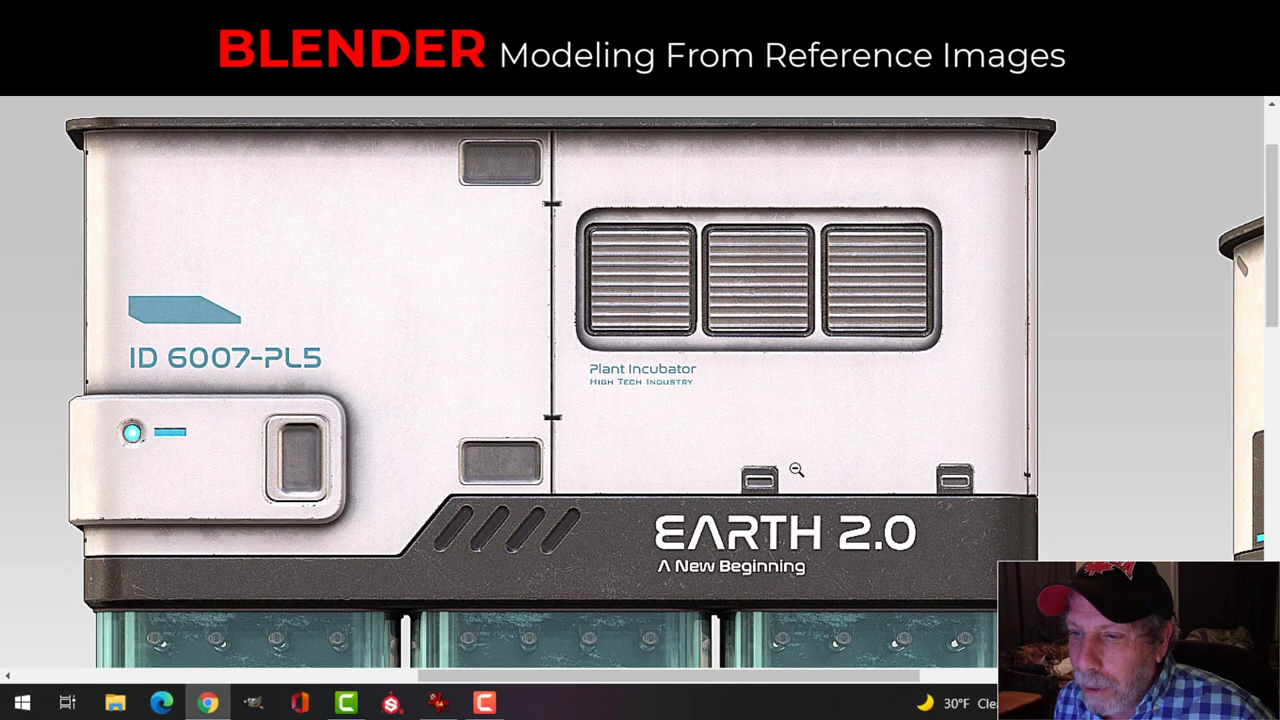 BLENDER Modeling From Reference Images
ID 6007-PL5
Plant Incubator
HIGH TECH INDUSTRY
EARTH 2.0
A New Beginning
30°F Cle